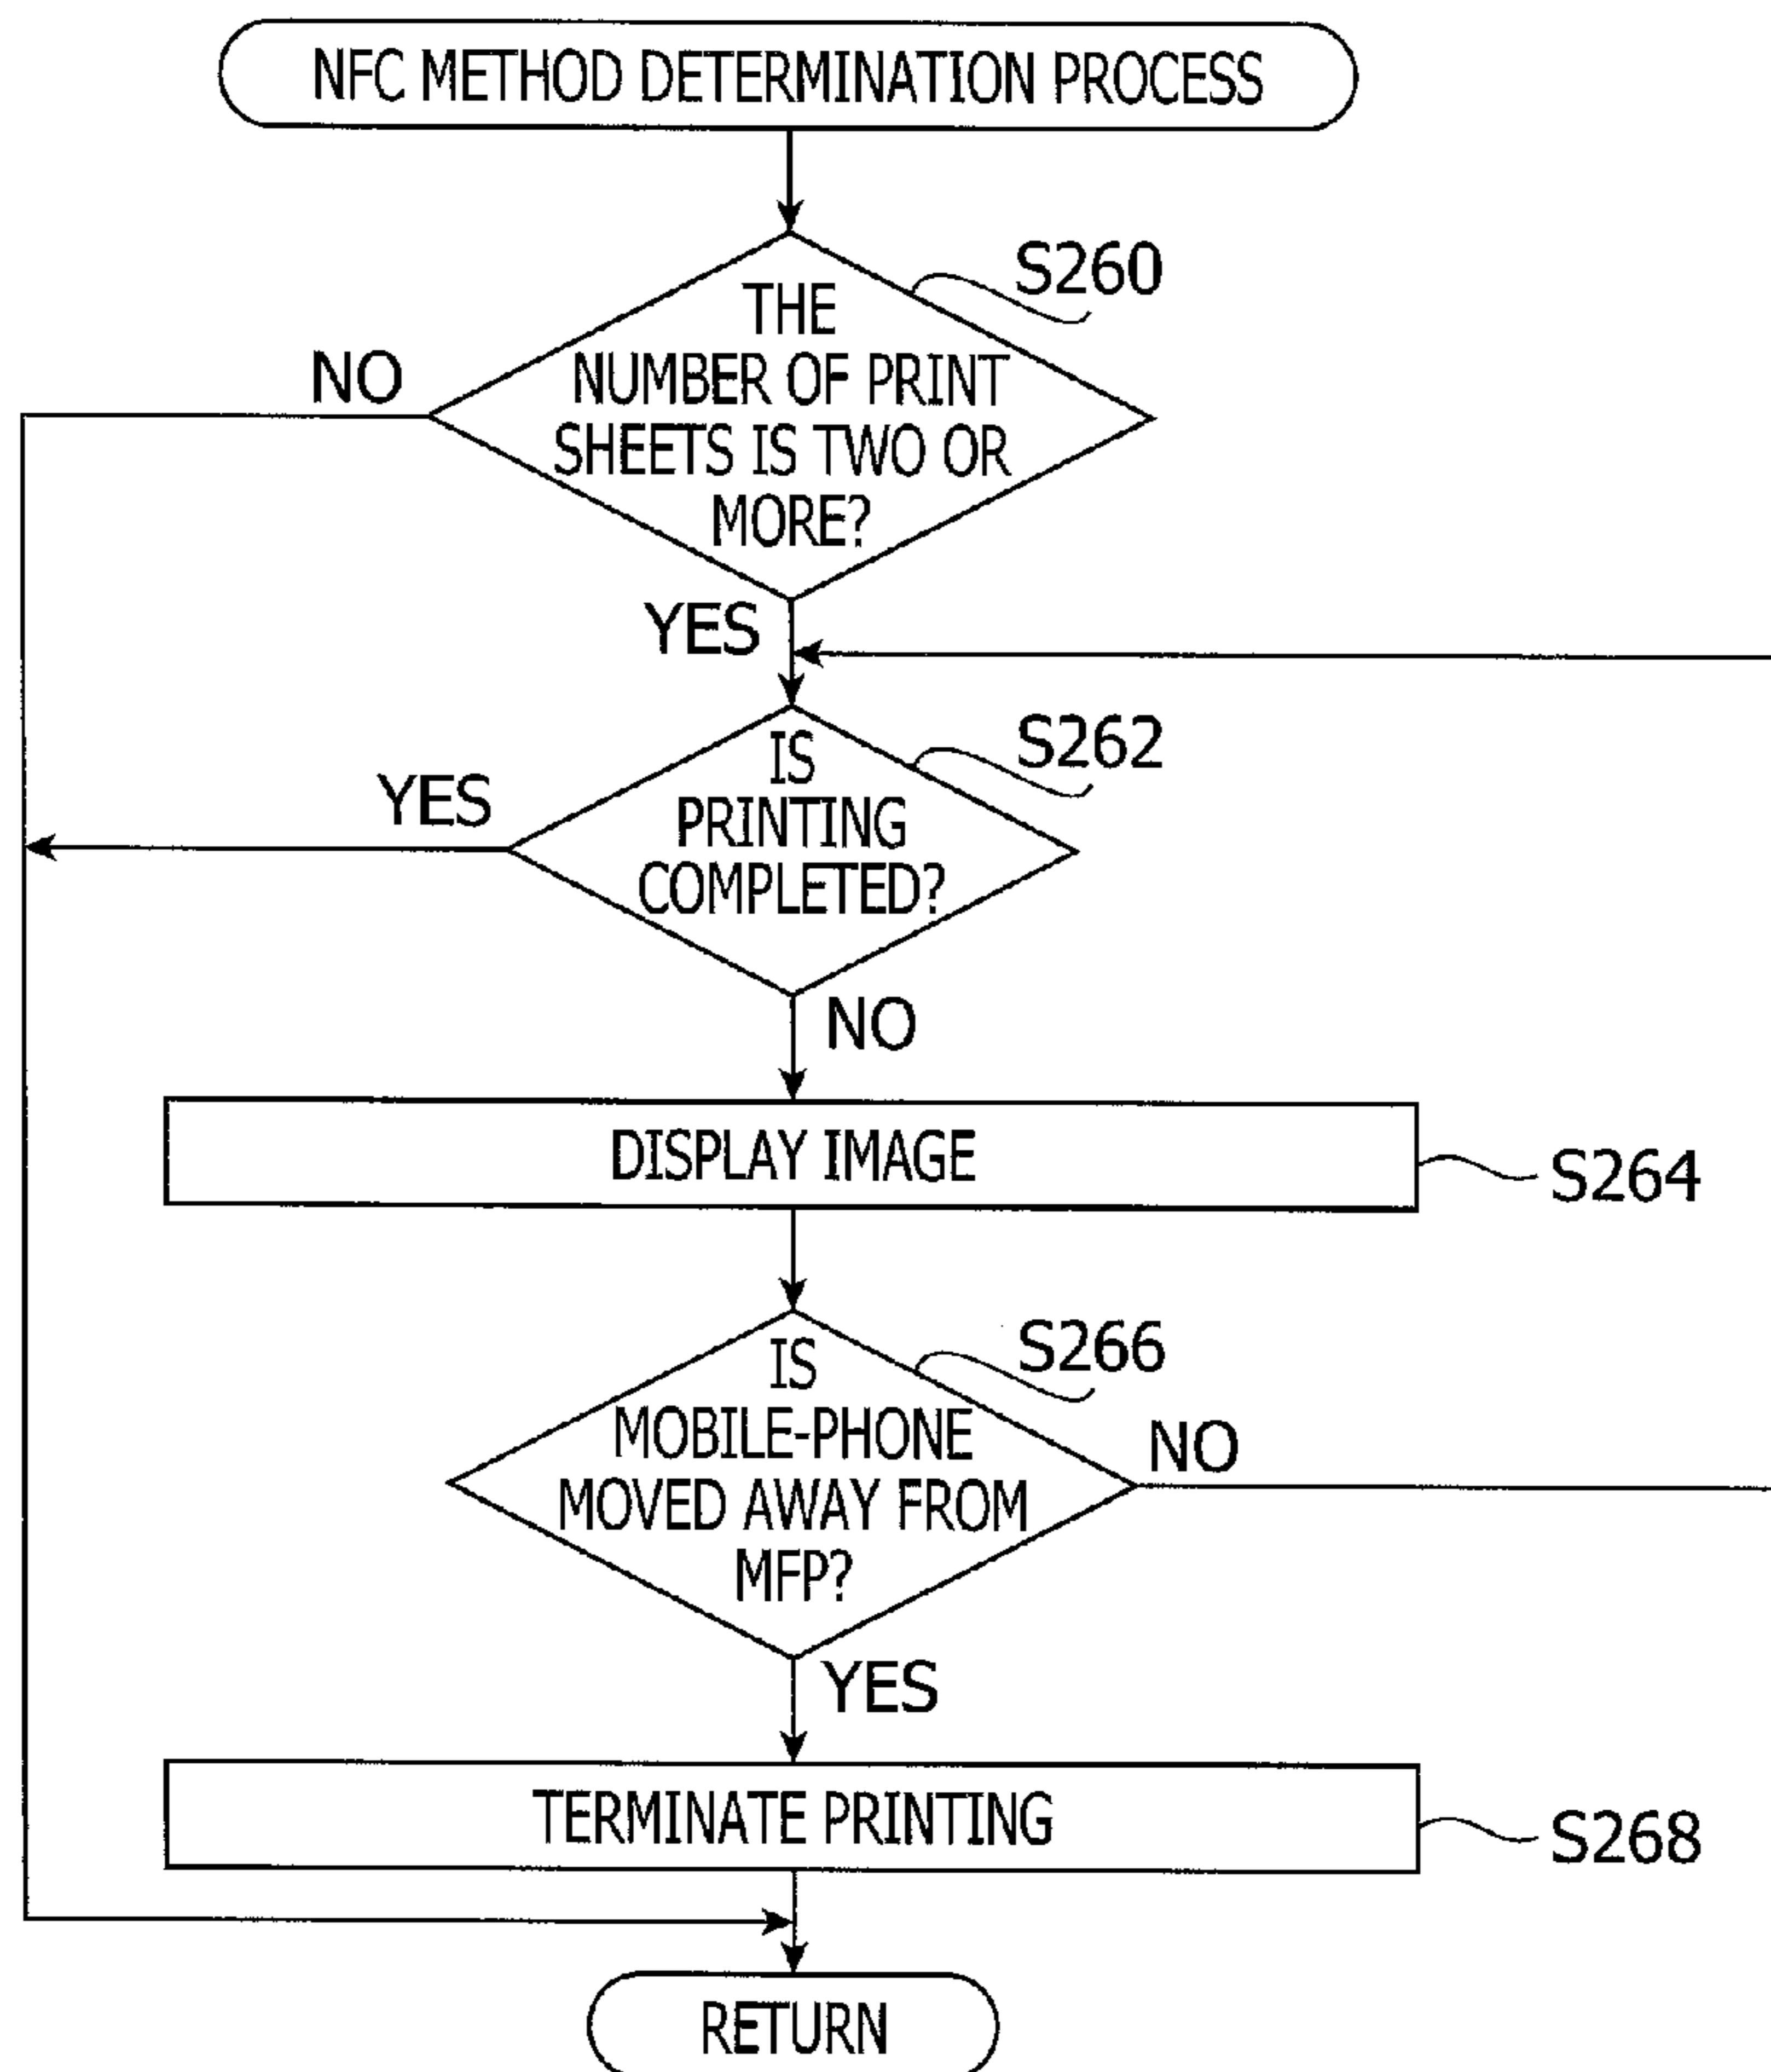 NFC METHOD DETERMINATION PROCESS
S260
THE
NUMBER OF PRINT
SHEETS IS TWO OR
MORE?
NO
YES
S262
IS
PRINTING
COMPLETED?
YES
NO
DISPLAY IMAGE
S264
S266
IS
MOBILE-PHONE
MOVED AWAY FROM
MFP?
NO
YES
TERMINATE PRINTING
S268
RETURN